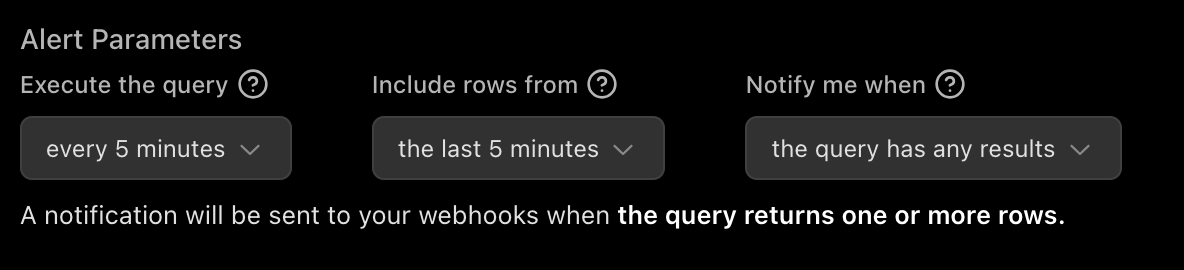 Alert Parameters
Execute the query ? Include rows from ? Notify me when ?
every 5 minutes the last 5 minutes the query has any results
A notification will be sent to your webhooks when the query returns one or more rows.